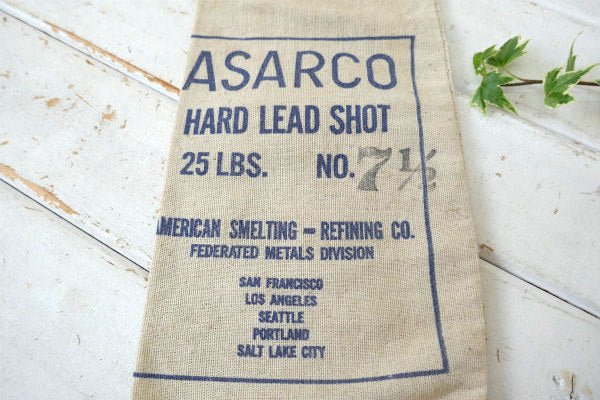 ASARCO
HARD LEAD SHOT
25 LBS. NO. 7½
AMERICAN SMELTING - REFINING CO.
FEDERATED METALS DIVISION
SAN FRANCISCO
LOS ANGELES
SEATTLE
PORTLAND
SALT LAKE CITY